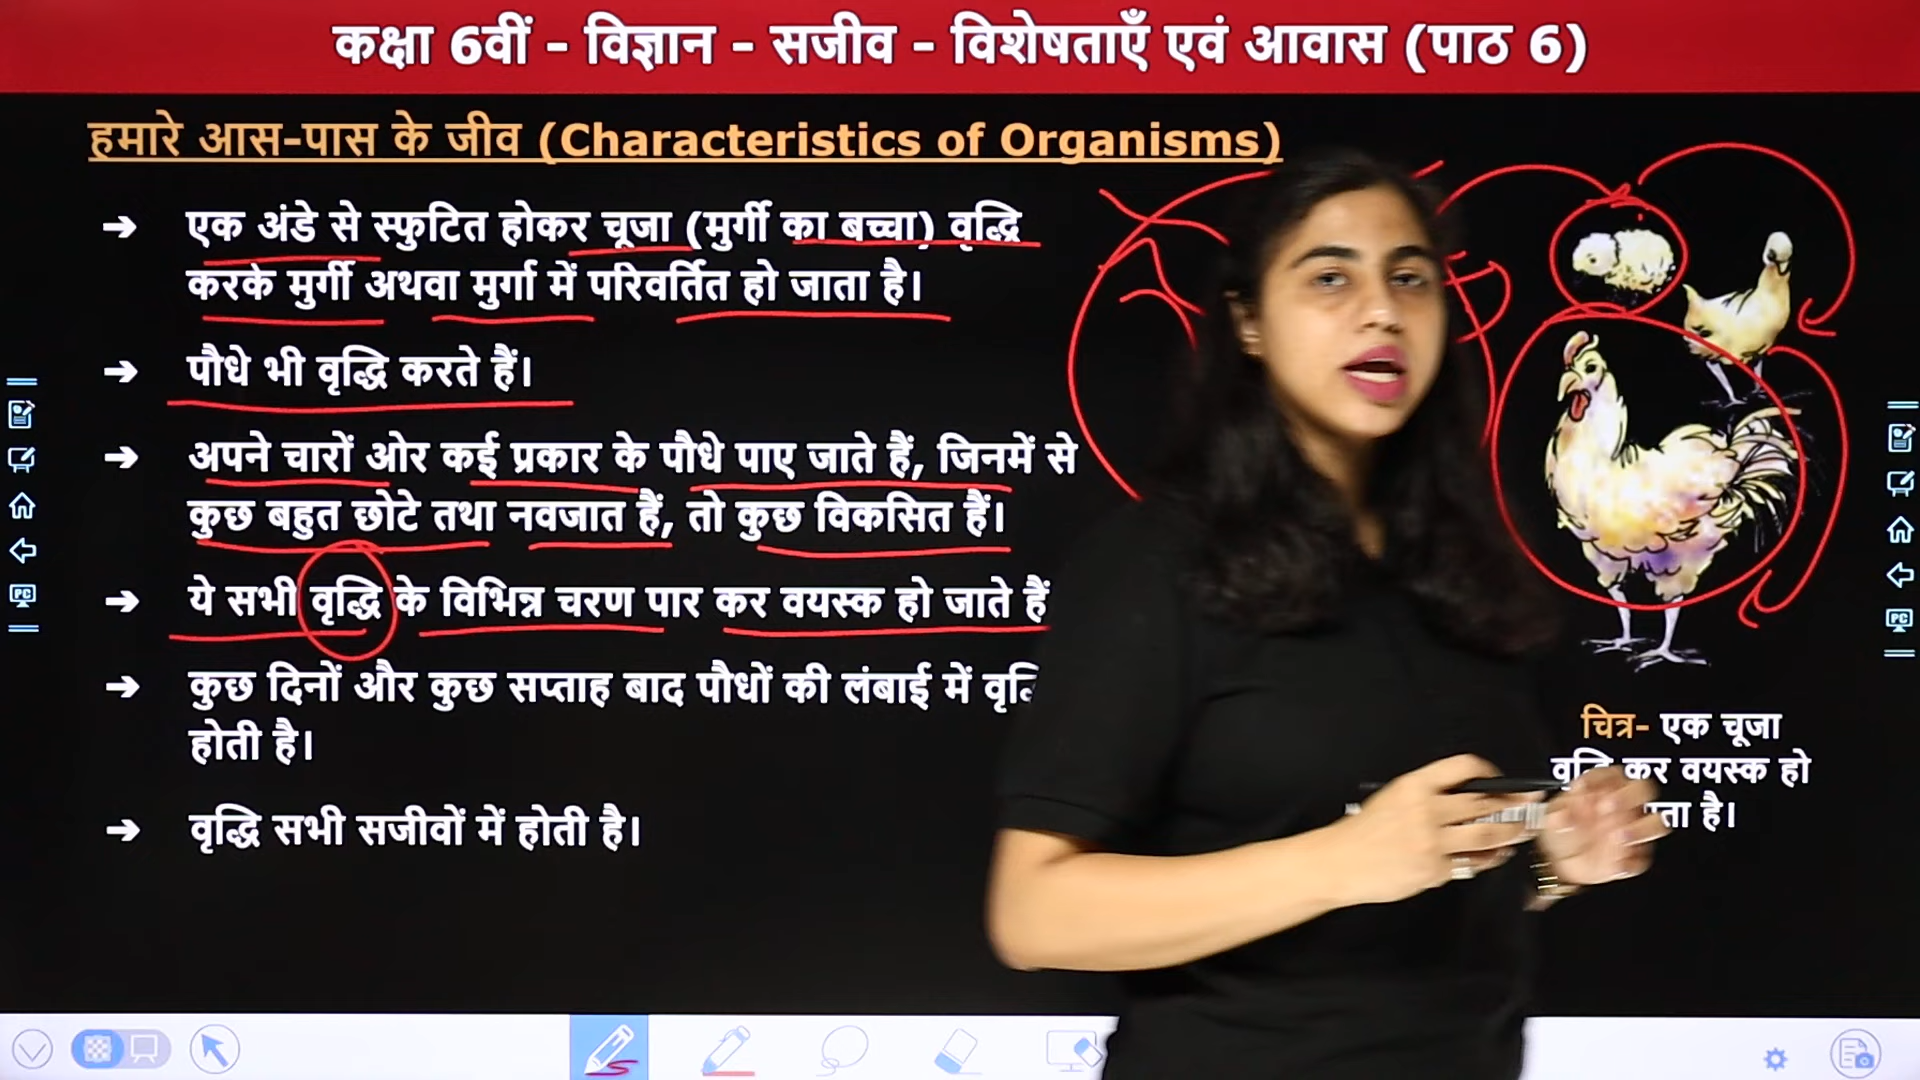 कक्षा 6वीं - विज्ञान - सजीव - विशेषताएँ एवं आवास (पाठ 6)
हमारे आस-पास के जीव (Characteristics of Organisms)
➔ एक अंडे से स्फुटित होकर चूजा (मुर्गी का बच्चा) वृद्धि
करके मुर्गी अथवा मुर्गा में परिवर्तित हो जाता है।
➔ पौधे भी वृद्धि करते हैं।
➔ अपने चारों ओर कई प्रकार के पौधे पाए जाते हैं, जिनमें से
कुछ बहुत छोटे तथा नवजात हैं, तो कुछ विकसित हैं।
➔ ये सभी वृद्धि के विभिन्न चरण पार कर वयस्क हो जाते हैं
➔ कुछ दिनों और कुछ सप्ताह बाद पौधों की लंबाई में
होती है।
➔ वृद्धि सभी सजीवों में होती है।
चित्र- एक चूजा
वृद्धि कर वयस्क हो
है।
PC
PC